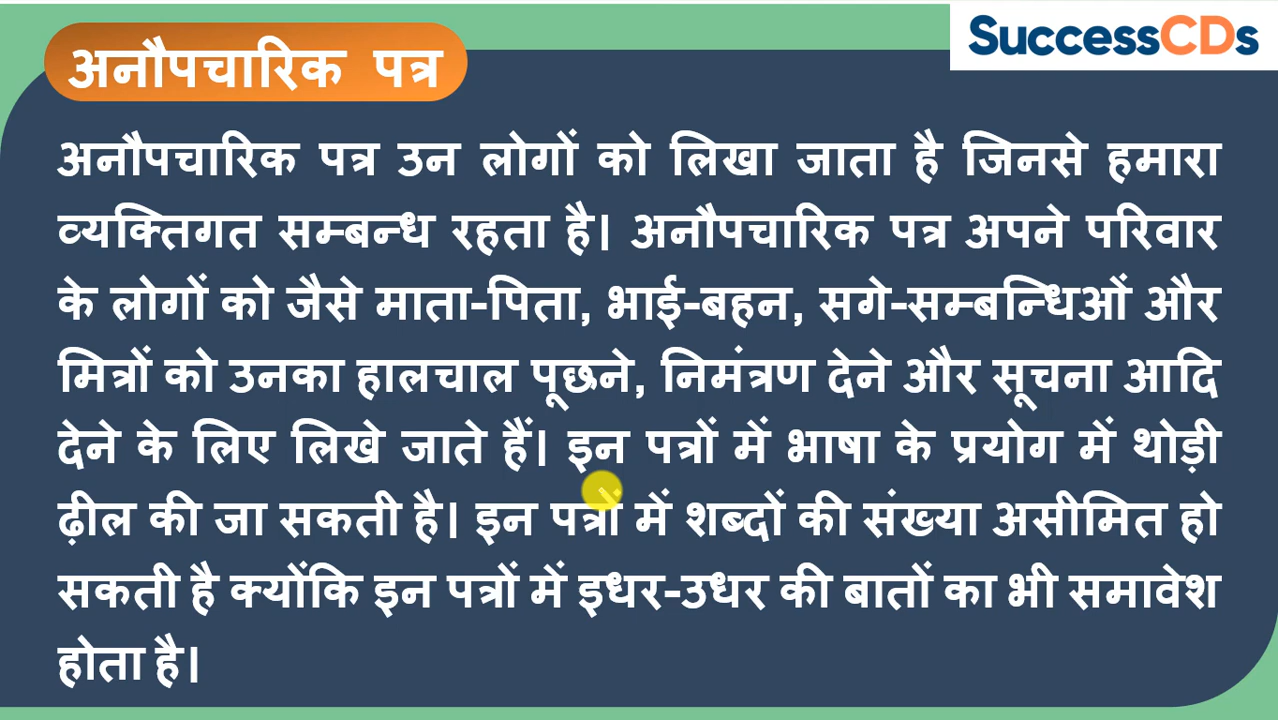 SuccessCDs
अनौपचारिक पत्र
अनौपचारिक पत्र उन लोगों को लिखा जाता है जिनसे हमारा
व्यक्तिगत सम्बन्ध रहता है। अनौपचारिक पत्र अपने परिवार
के लोगों को जैसे माता-पिता, भाई-बहन, सगे-सम्बन्धिओं और
मित्रों को उनका हालचाल पूछने, निमंत्रण देने और सूचना आदि
देने के लिए लिखे जाते हैं। इन पत्रों में भाषा के प्रयोग में थोड़ी
ढ़ील की जा सकती है। इन पत्रों में शब्दों की संख्या असीमित हो
सकती है क्योंकि इन पत्रों में इधर-उधर की बातों का भी समावेश
होता है।